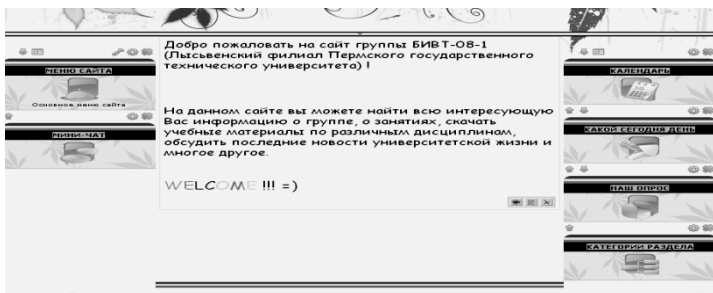 МЕНЮ САЙТА
Основное меню сайта
МИНИ-ЧАТ
Добро пожаловать на сайт группы БИВТ-08-1
(Лысьвенский филиал Пермского государственного
технического университета) !
На данном сайте вы можете найти всю интересующую
Вас информацию о группе, о занятиях, скачать
учебные материалы по различным дисциплинам,
обсудить последние новости университетской жизни и
многое другое.
WELCOME !!! =)
КАЛЕНДАРЬ
КАКОЙ СЕГОДНЯ ДЕНЬ
НАШ ОПРОС
КАТЕГОРИИ РАЗДЕЛА